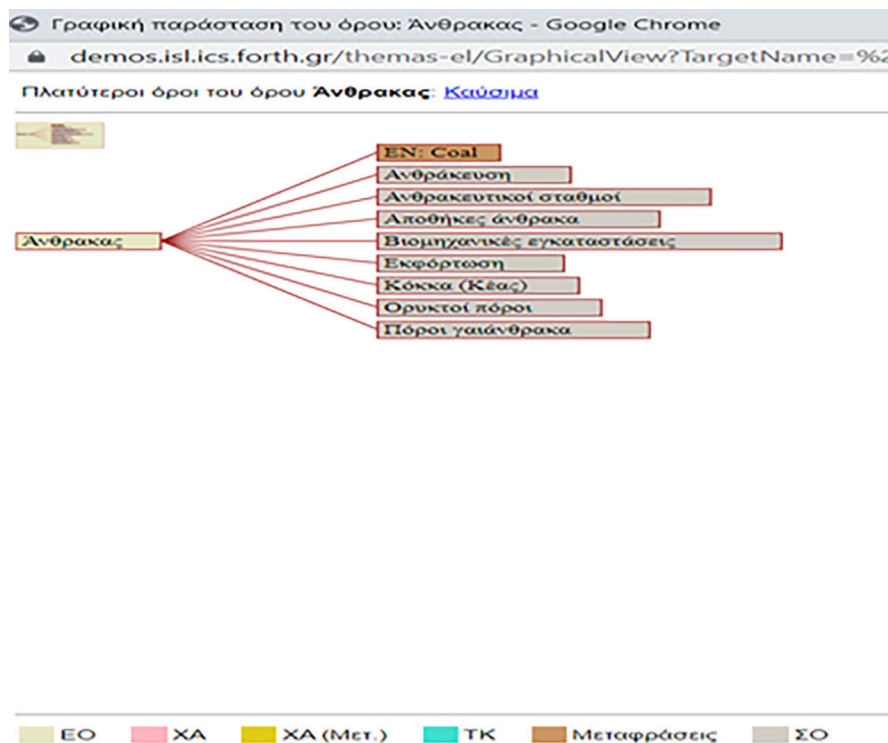 Γραφική παράσταση του όρου: Άνθρακας - Google Chrome
demos.isl.ics.forth.gr/themas-el/GraphicalView?TargetName=%2
Πλατύτεροι όροι του όρου Άνθρακας: Καύσιμα
EN: Coal
Ανθράκευση
Ανθρακευτικοί σταθμοί
Αποθήκες άνθρακα
Άνθρακας
Βιομηχανικές εγκαταστάσεις
Εκφόρτωση
Κόκκα (Κέας)
Ορυκτοί πόροι
Πόροι γαιάνθρακα
ΕΟ ΧΑ ΧΑ (Μετ.) ΤΚ Μεταφράσεις ΣΟ